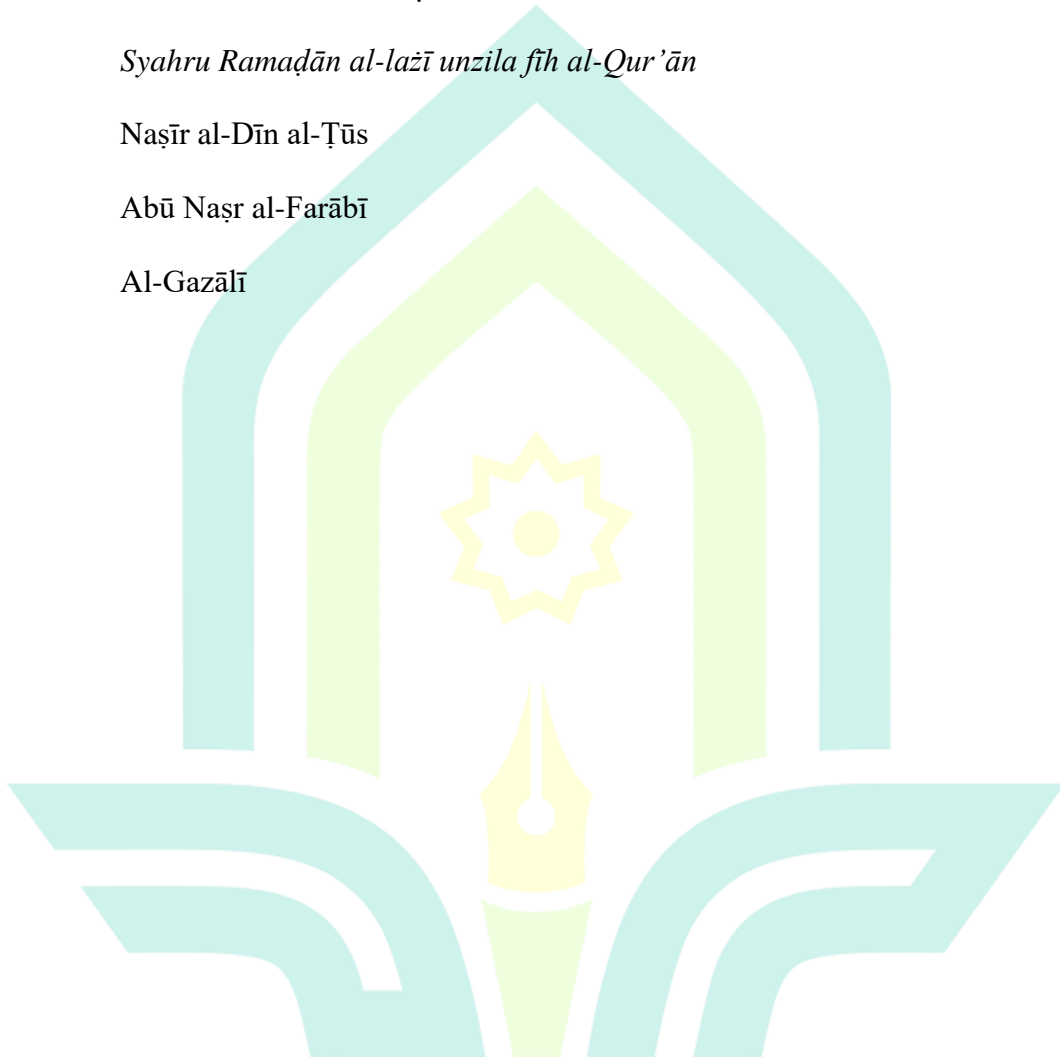 Syahru Ramaḍān al-lażī unzila fīh al-Qur’ān
Naṣīr al-Dīn al-Ṭūs
Abū Naṣr al-Farābī
Al-Gazālī